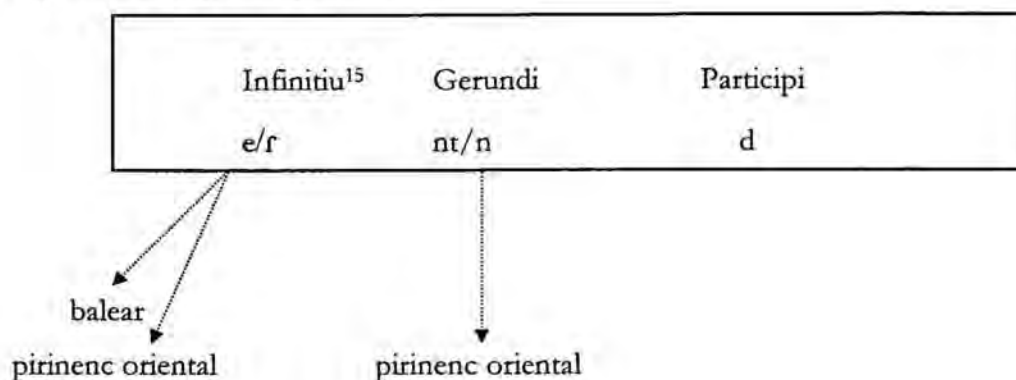 Infinitiu¹⁵ Gerundi Participi
e/ɾ nt/n d
balear
pirinenc oriental pirinenc oriental